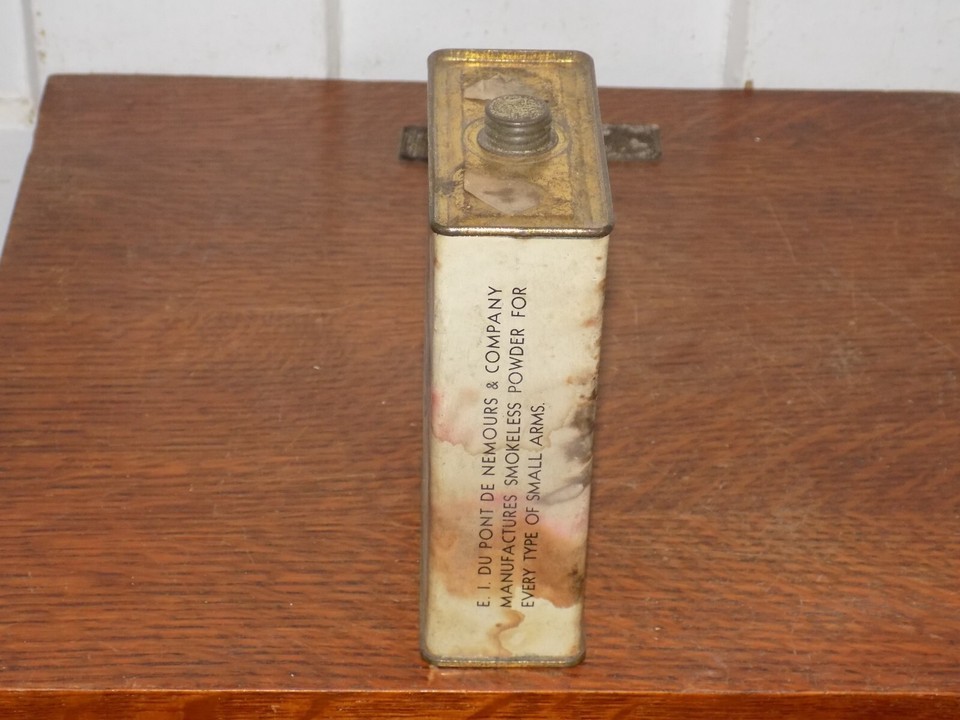 E. I. DU PONT DE NEMOURS & COMPANY
MANUFACTURES SMOKELESS POWDER FOR
EVERY TYPE OF SMALL ARMS.